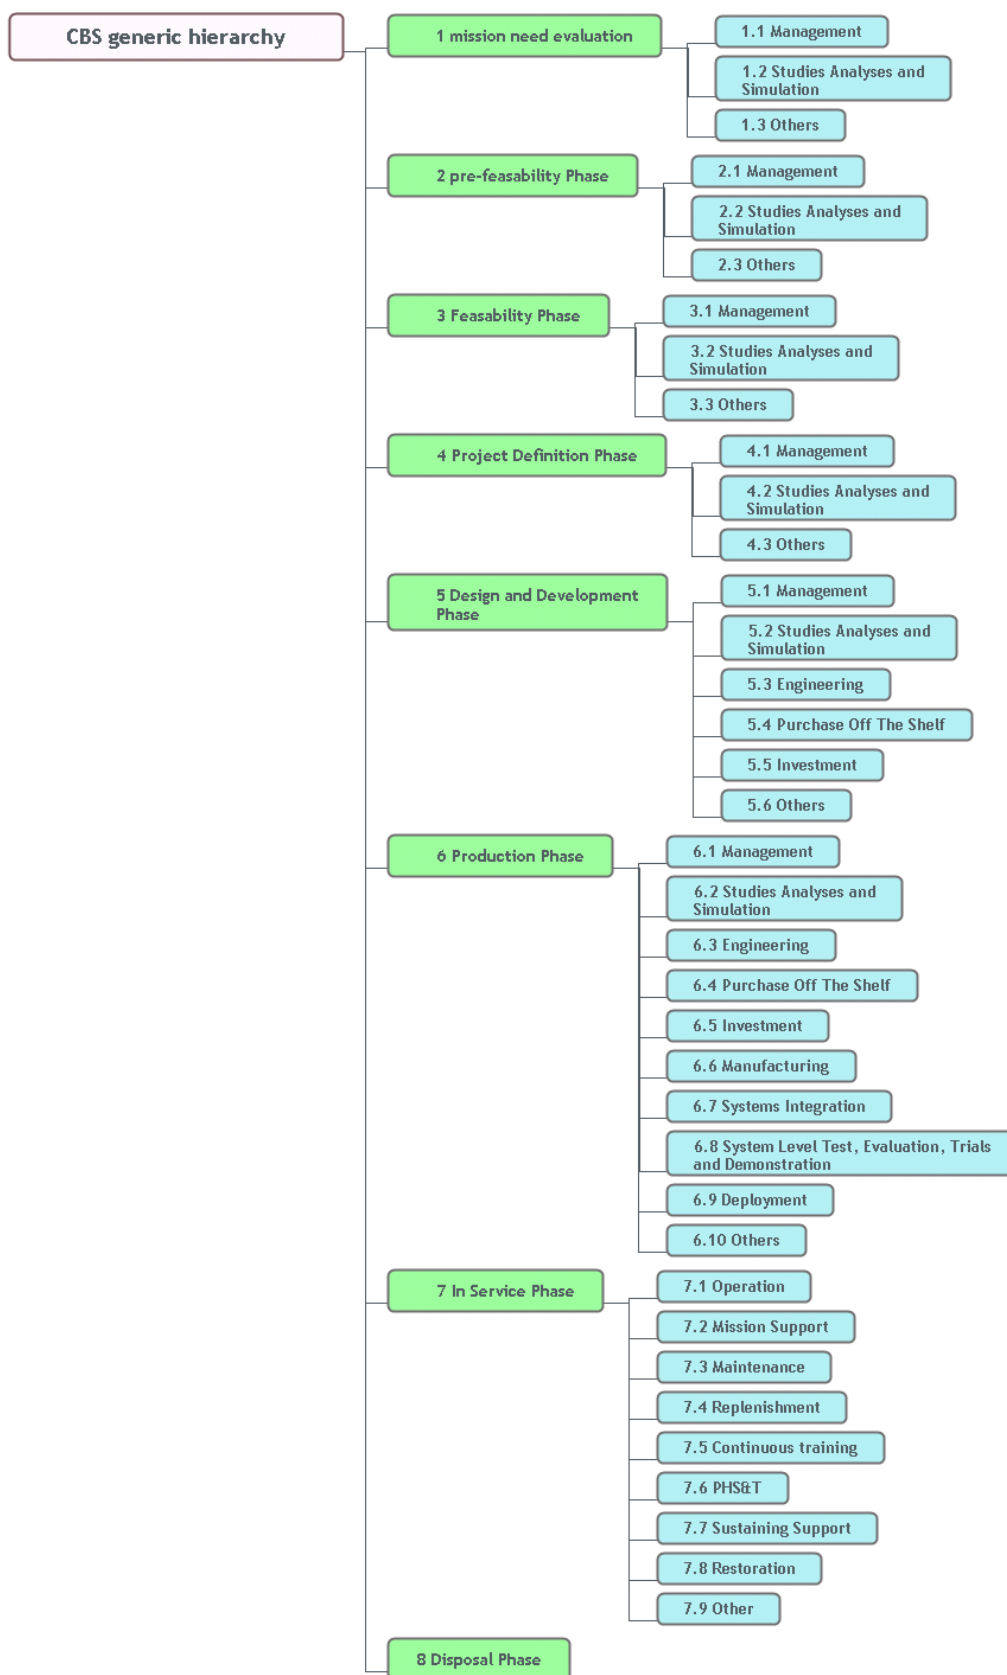 CBS generic hierarchy
1 mission need evaluation
1.1 Management
1.2 Studies Analyses and
Simulation
1.3 Others
2 pre-feasability Phase
2.1 Management
2.2 Studies Analyses and
Simulation
2.3 Others
3 Feasability Phase
3.1 Management
3.2 Studies Analyses and
Simulation
3.3 Others
4 Project Definition Phase
4.1 Management
4.2 Studies Analyses and
Simulation
4.3 Others
5 Design and Development
Phase
5.1 Management
5.2 Studies Analyses and
Simulation
5.3 Engineering
5.4 Purchase Off The Shelf
5.5 Investment
5.6 Others
6 Production Phase
6.1 Management
6.2 Studies Analyses and
Simulation
6.3 Engineering
6.4 Purchase Off The Shelf
6.5 Investment
6.6 Manufacturing
6.7 Systems Integration
6.8 System Level Test, Evaluation, Trials
and Demonstration
6.9 Deployment
6.10 Others
7 In Service Phase
7.1 Operation
7.2 Mission Support
7.3 Maintenance
7.4 Replenishment
7.5 Continuous training
7.6 PHS&T
7.7 Sustaining Support
7.8 Restoration
7.9 Other
8 Disposal Phase